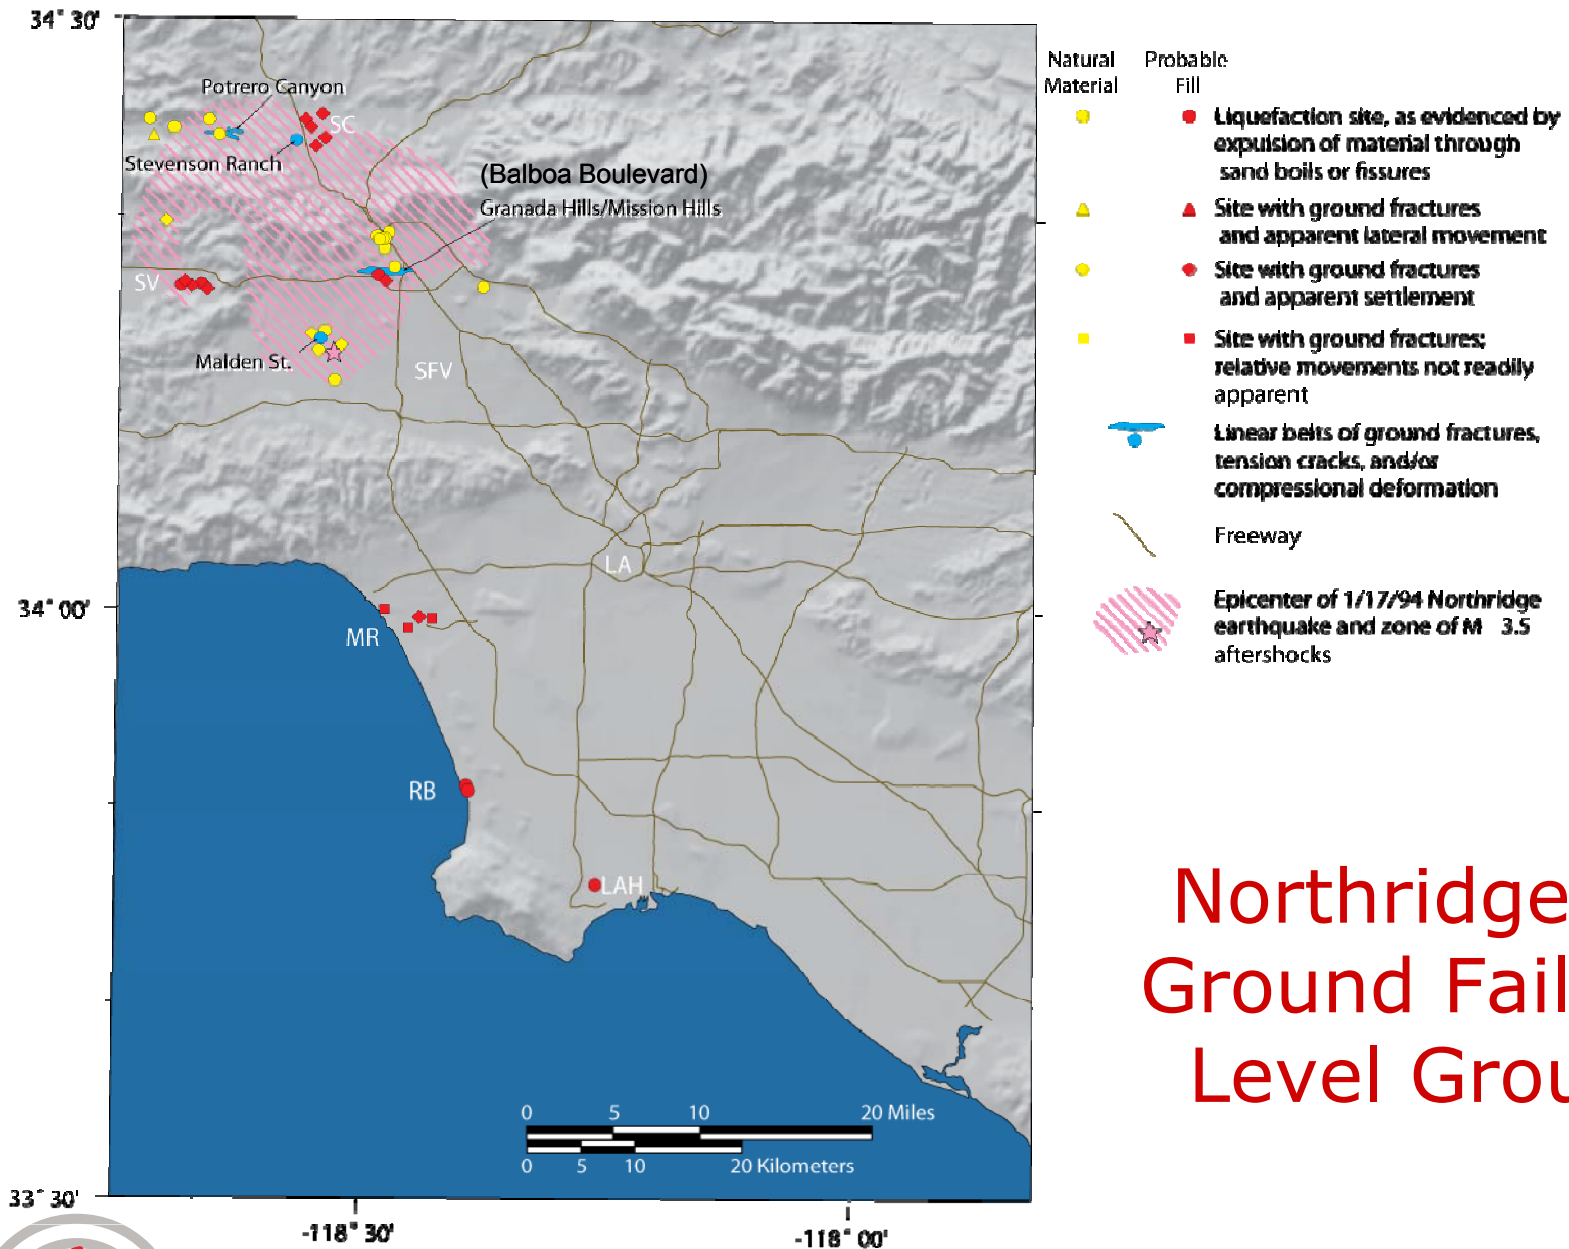 34° 30'
Potrero Canyon
SC
Stevenson Ranch
(Balboa Boulevard)
Granada Hills/Mission Hills
SV
Malden St.
SFV
LA
34° 00'
MR
RB
LAH
0 5 10 20 Miles
0 5 10 20 Kilometers
33° 30'
-118° 30'
-118° 00'
Natural Probable
Material Fill
Liquefaction site, as evidenced by
expulsion of material through
sand boils or fissures
Site with ground fractures
and apparent lateral movement
Site with ground fractures
and apparent settlement
Site with ground fractures;
relative movements not readily
apparent
Linear belts of ground fractures,
tension cracks, and/or
compressional deformation
Freeway
Epicenter of 1/17/94 Northridge
earthquake and zone of M 3.5
aftershocks
Northridge
Ground Fail
Level Grou